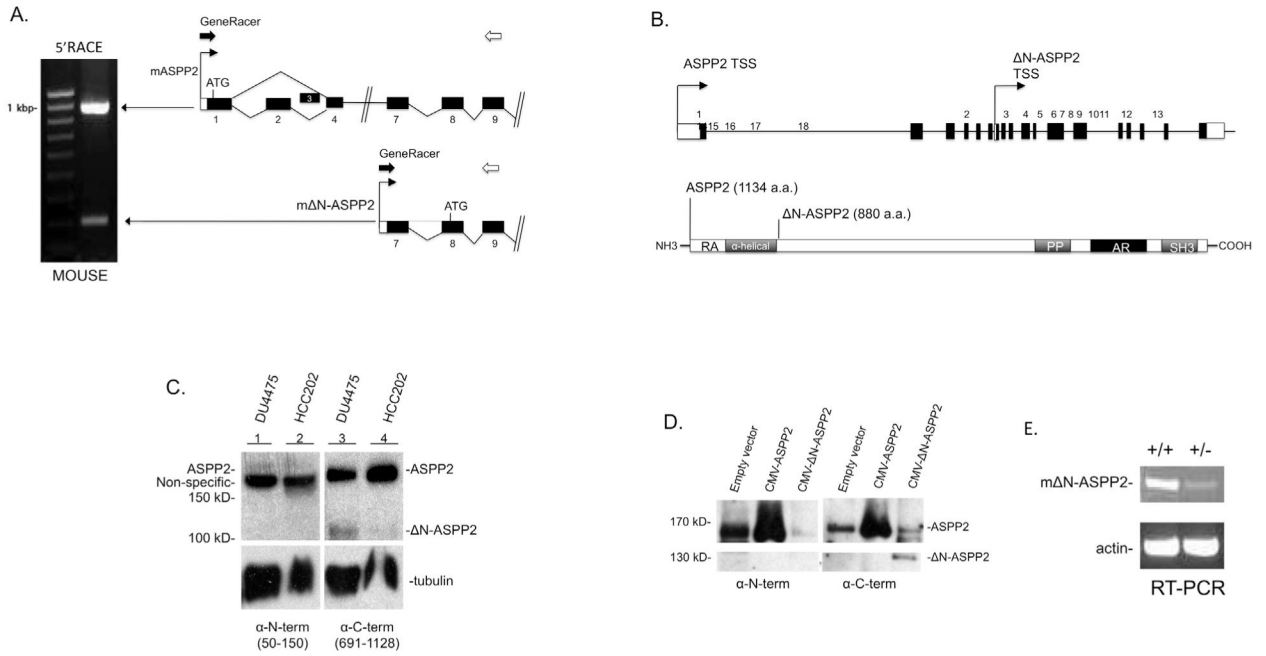 A.
5'RACE
1 kbp-
MOUSE
GeneRacer
mASPP2
ATG
1 2 3 4 7 8 9
GeneRacer
mΔN-ASPP2
ATG
7 8 9
B.
ASPP2 TSS
ΔN-ASPP2
TSS
1 2 3 4 5 6 7 8 9 1011 12 13
15 16 17 18
ASPP2 (1134 a.a.)
ΔN-ASPP2 (880 a.a.)
NH3 RA α-helical PP AR SH3 COOH
C.
DU4475 HCC202 DU4475 HCC202
1 2 3 4
ASPP2- -ASPP2
Non-specific-
150 kD-
-ΔN-ASPP2
100 kD-
-tubulin
α-N-term α-C-term
(50-150) (691-1128)
D.
Empty vector CMV-ASPP2 CMV-ΔN-ASPP2 Empty vector CMV-ASPP2 CMV-ΔN-ASPP2
170 kD- -ASPP2
130 kD- -ΔN-ASPP2
α-N-term α-C-term
E.
+/+ +/-
mΔN-ASPP2-
actin-
RT-PCR